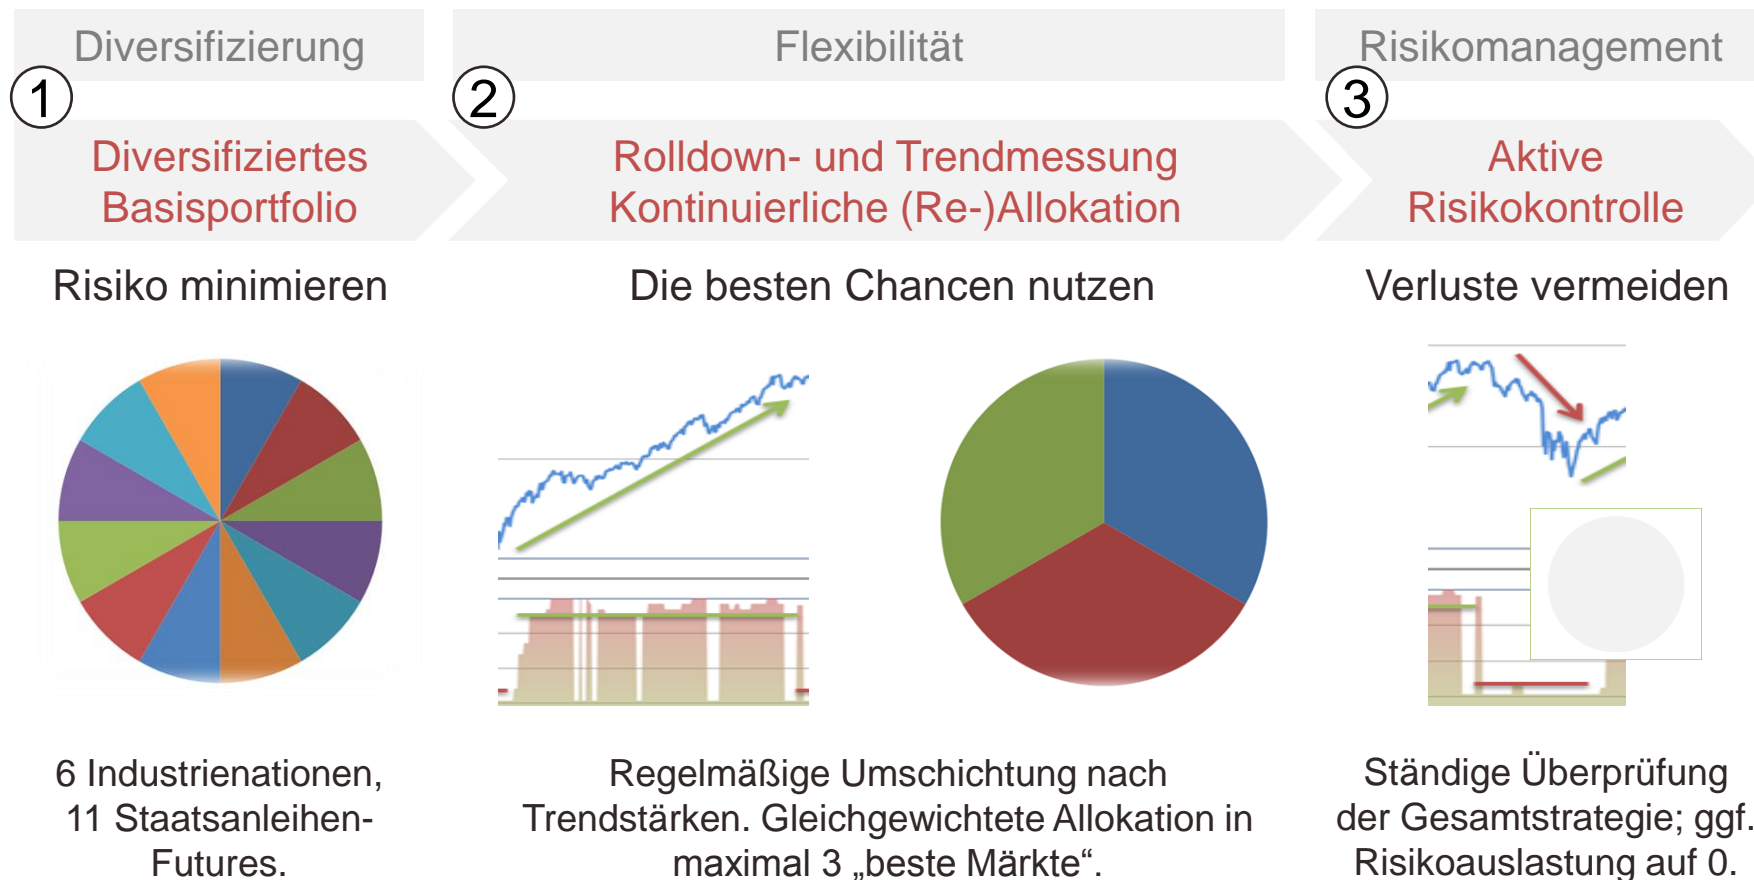 Diversifizierung
Flexibilität
Risikomanagement
1
2
3
Diversifiziertes
Basisportfolio
Rolldown- und Trendmessung
Kontinuierliche (Re-)Allokation
Aktive
Risikokontrolle
Risiko minimieren
Die besten Chancen nutzen
Verluste vermeiden
6 Industrienationen,
11 Staatsanleihen-
Futures.
Regelmäßige Umschichtung nach
Trendstärken. Gleichgewichtete Allokation in
maximal 3 „beste Märkte“.
Ständige Überprüfung
der Gesamtstrategie; ggf.
Risikoauslastung auf 0.